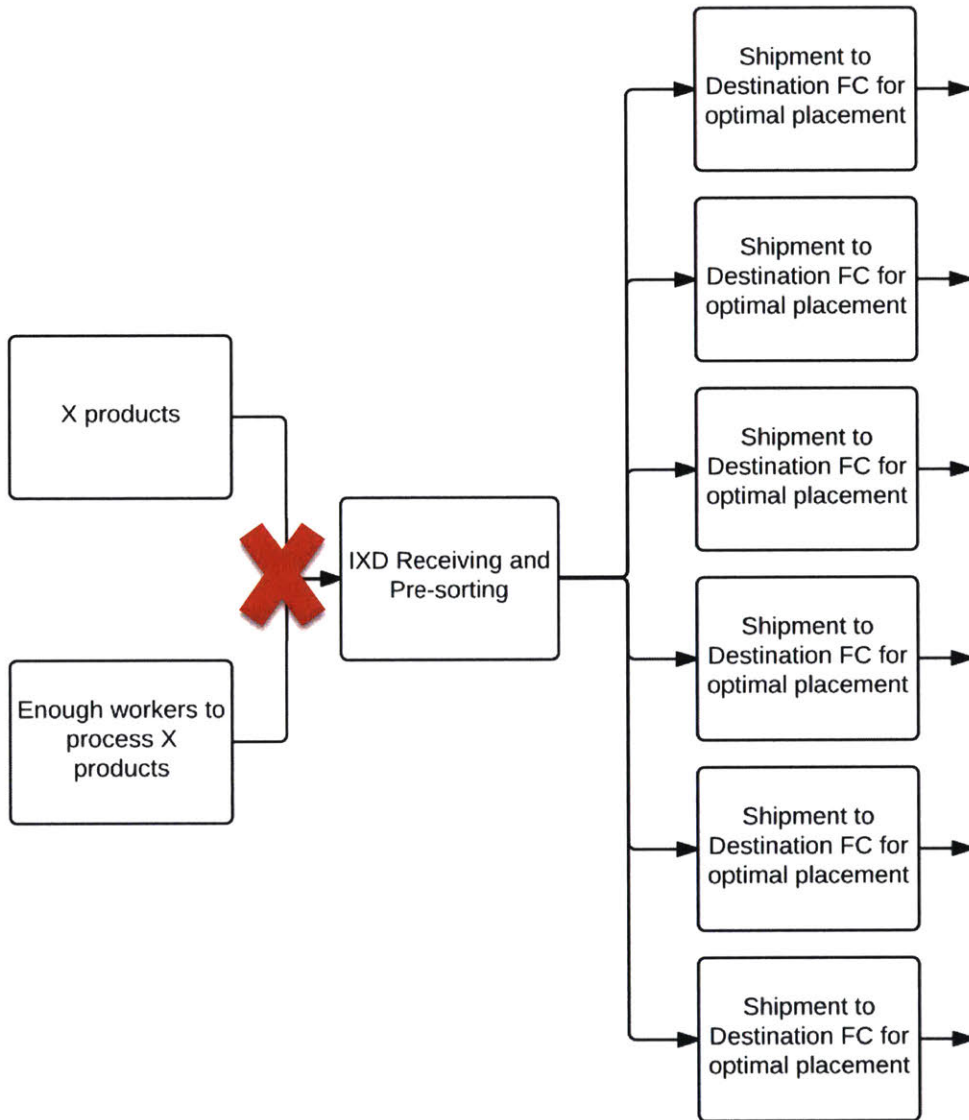 X products
Enough workers to
process X
products
IXD Receiving and
Pre-sorting
Shipment to
Destination FC for
optimal placement
Shipment to
Destination FC for
optimal placement
Shipment to
Destination FC for
optimal placement
Shipment to
Destination FC for
optimal placement
Shipment to
Destination FC for
optimal placement
Shipment to
Destination FC for
optimal placement